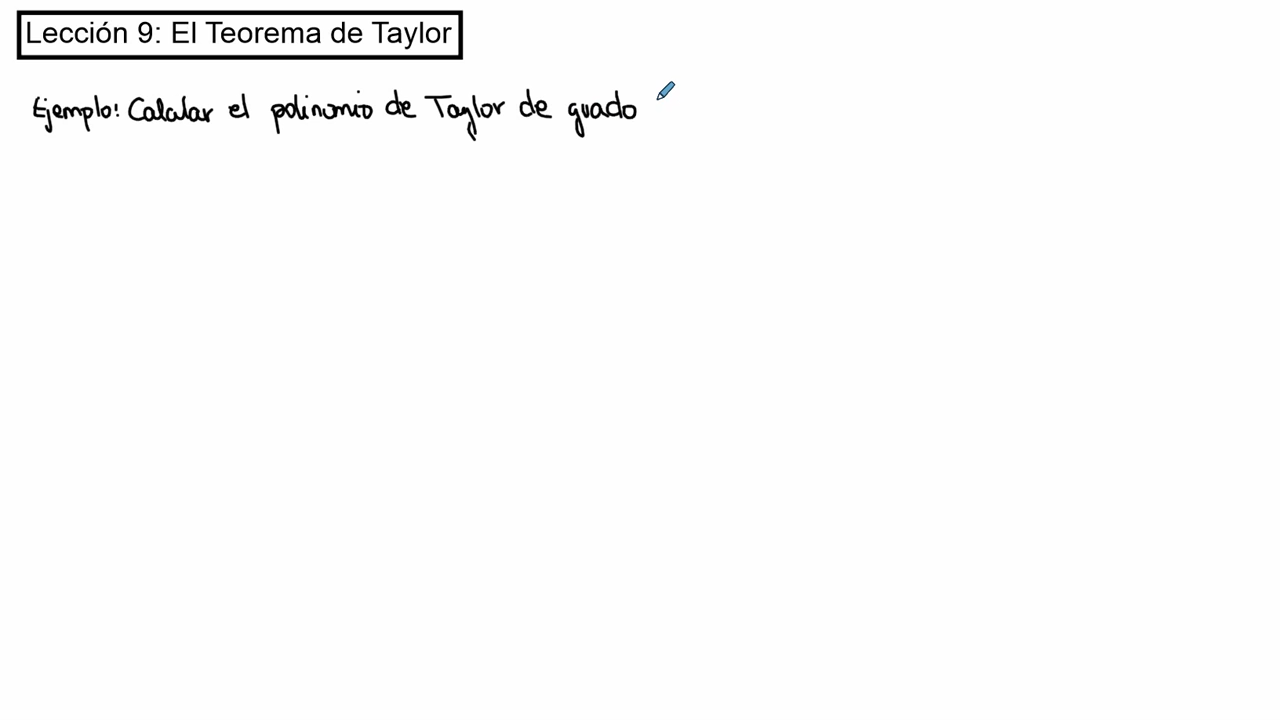 Lección 9: El Teorema de Taylor
Ejemplo: Calcular el polinomio de Taylor de grado